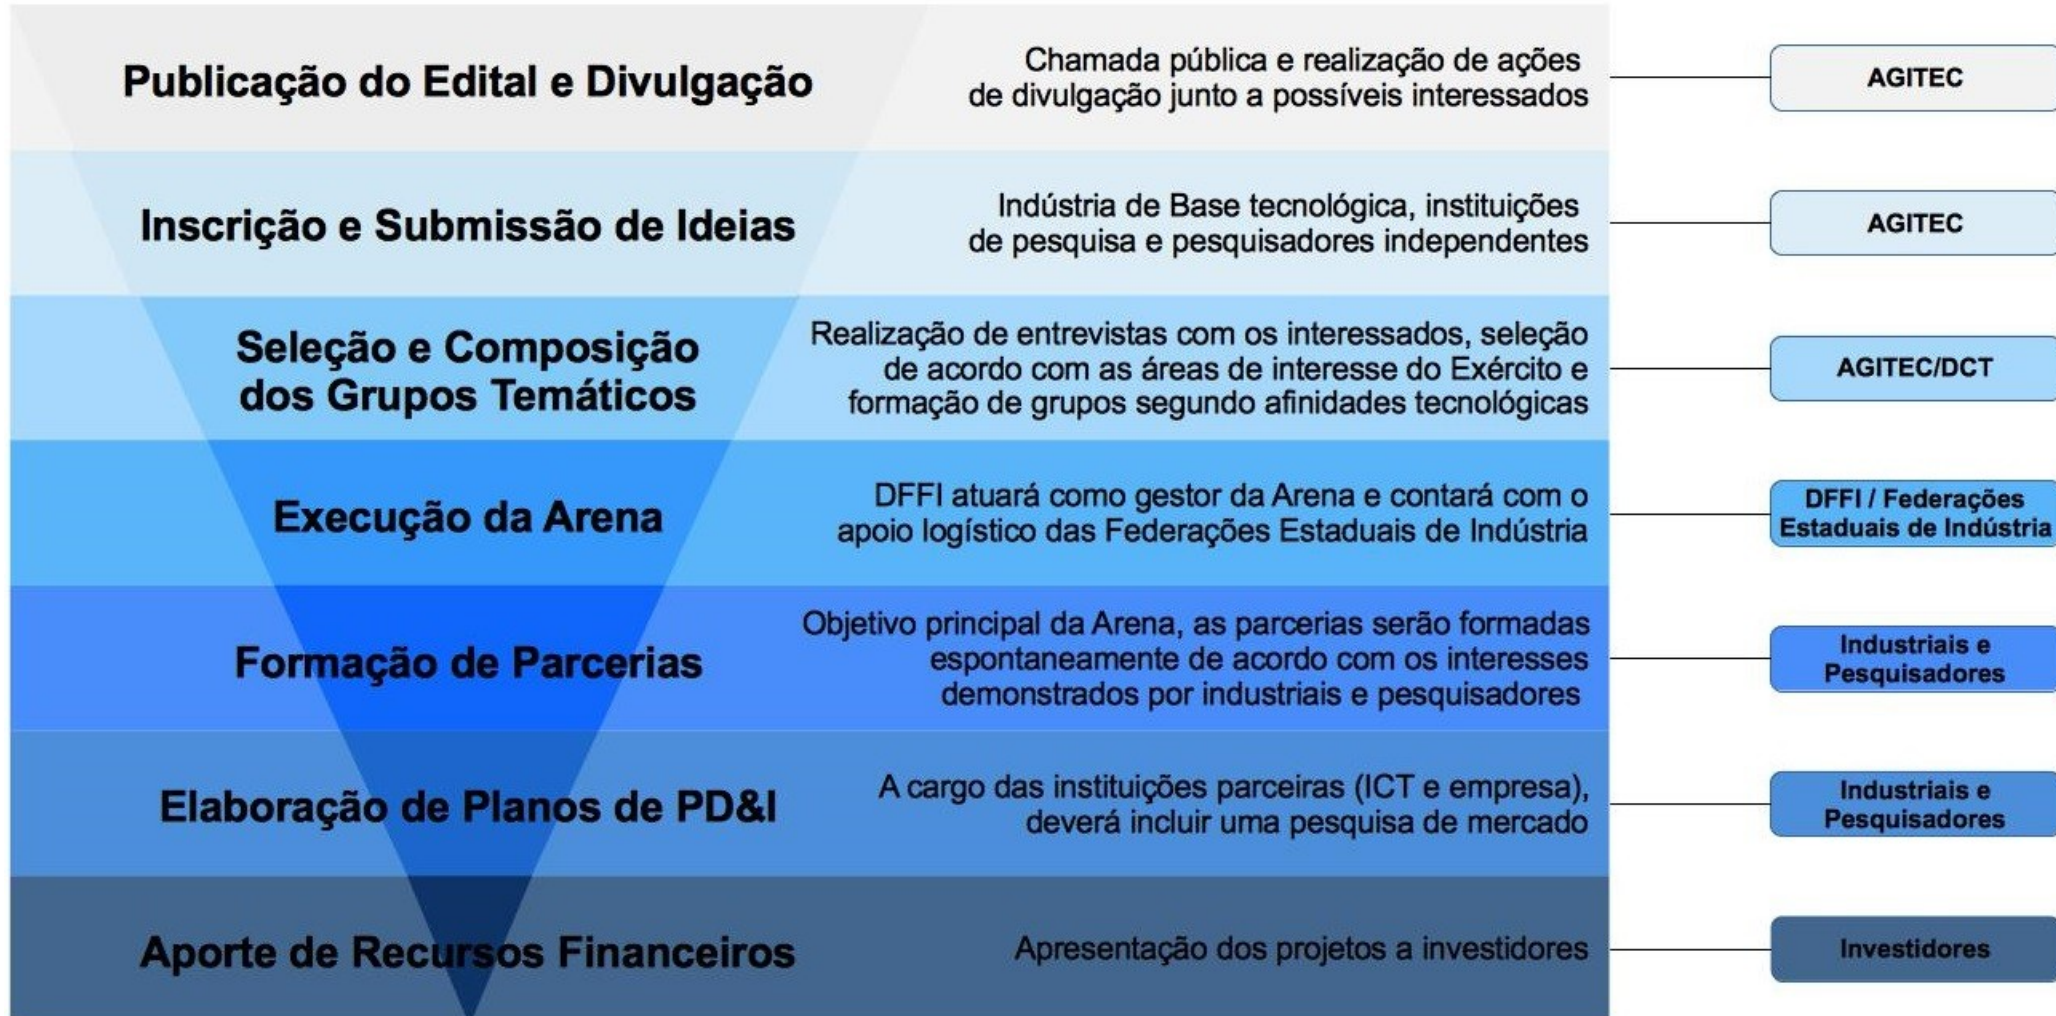 Publicação do Edital e Divulgação
Chamada pública e realização de ações
de divulgação junto a possíveis interessados
AGITEC
Inscrição e Submissão de Ideias
Indústria de Base tecnológica, instituições
de pesquisa e pesquisadores independentes
AGITEC
Seleção e Composição
dos Grupos Temáticos
Realização de entrevistas com os interessados, seleção
de acordo com as áreas de interesse do Exército e
formação de grupos segundo afinidades tecnológicas
AGITEC/DCT
Execução da Arena
DFFI atuará como gestor da Arena e contará com o
apoio logístico das Federações Estaduais de Indústria
DFFI / Federações
Estaduais de Indústria
Formação de Parcerias
Objetivo principal da Arena, as parcerias serão formadas
espontaneamente de acordo com os interesses
demonstrados por industriais e pesquisadores
Industriais e
Pesquisadores
Elaboração de Planos de PD&I
A cargo das instituições parceiras (ICT e empresa),
deverá incluir uma pesquisa de mercado
Industriais e
Pesquisadores
Aporte de Recursos Financeiros
Apresentação dos projetos a investidores
Investidores